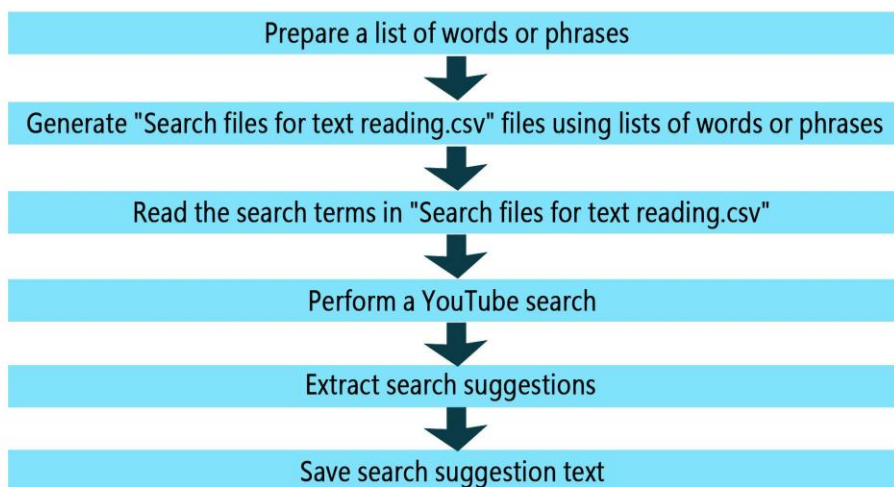 Prepare a list of words or phrases
Generate "Search files for text reading.csv" files using lists of words or phrases
Read the search terms in "Search files for text reading.csv"
Perform a YouTube search
Extract search suggestions
Save search suggestion text